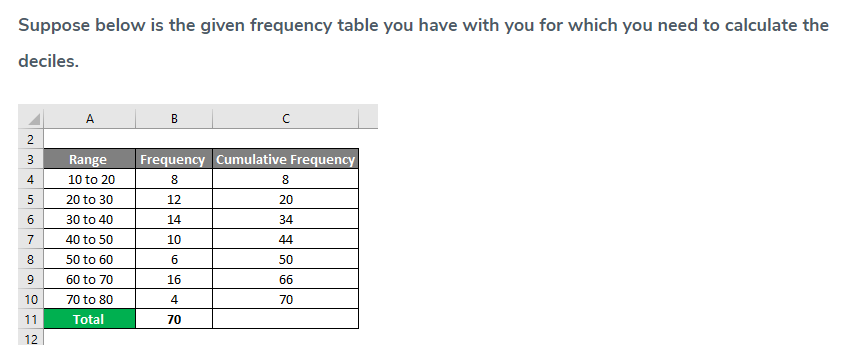 Suppose below is the given frequency table you have with you for which you need to calculate the
deciles.
A B C
2
3 Range Frequency Cumulative Frequency
4 10 to 20 8 8
5 20 to 30 12 20
6 30 to 40 14 34
7 40 to 50 10 44
8 50 to 60 6 50
9 60 to 70 16 66
10 70 to 80 4 70
11 Total 70
12